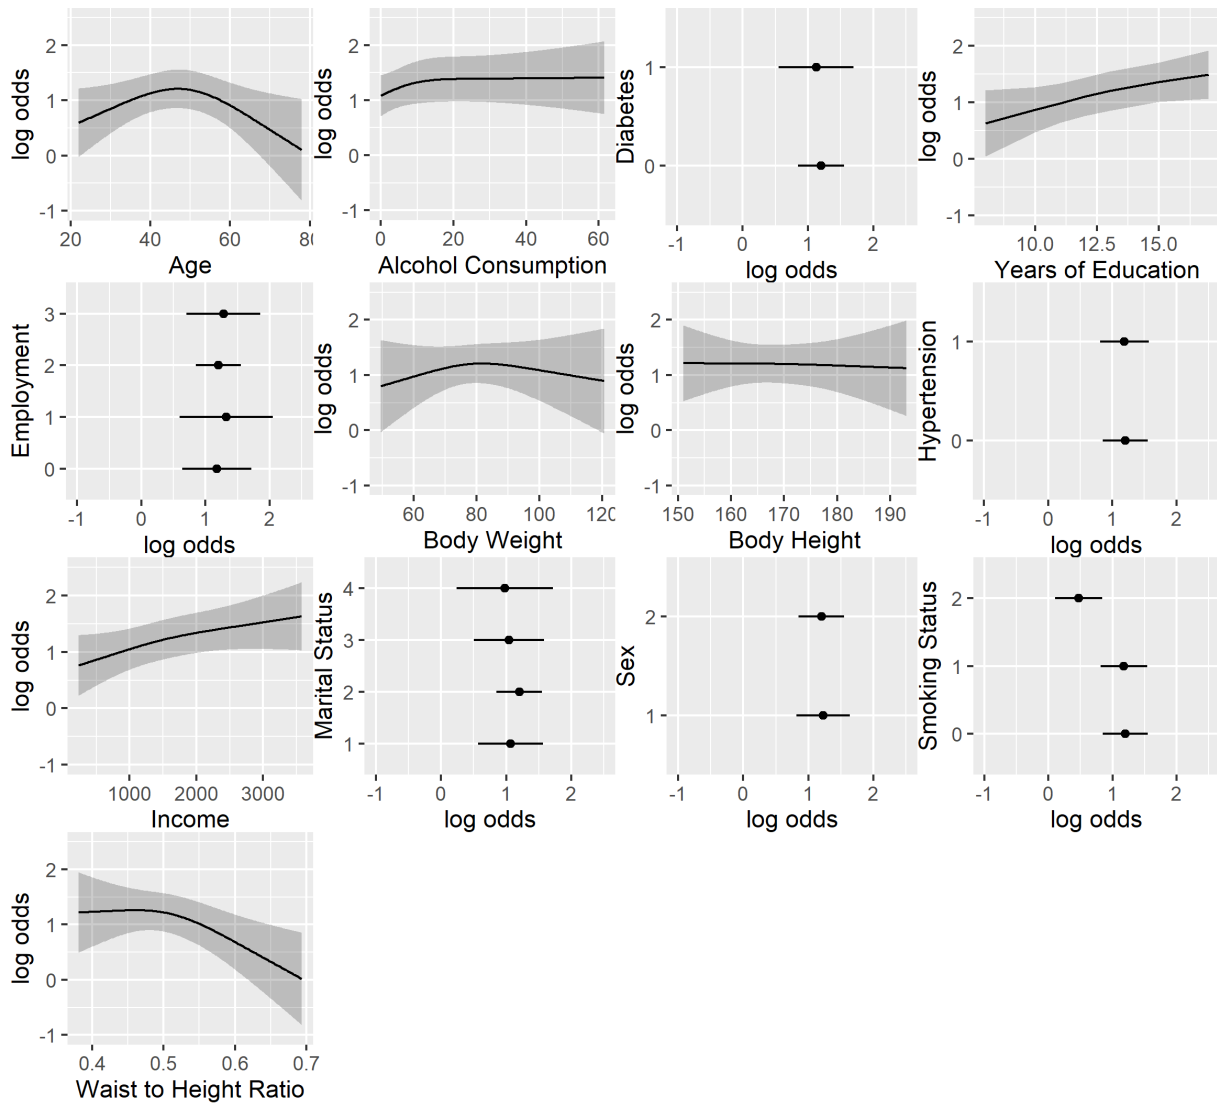 log odds
2
1
0
-1
20 40 60 80
Age
log odds
2
1
0
-1
0 20 40 60
Alcohol Consumption
Diabetes
1
0
-1 0 1 2
log odds
log odds
2
1
0
-1
10.0 12.5 15.0
Years of Education
Employment
3
2
1
0
-1 0 1 2
log odds
log odds
2
1
0
-1
60 80 100 120
Body Weight
log odds
2
1
0
-1
150 160 170 180 190
Body Height
Hypertension
1
0
-1 0 1 2
log odds
log odds
2
1
0
-1
1000 2000 3000
Income
Marital Status
4
3
2
1
-1 0 1 2
log odds
Sex
2
1
-1 0 1 2
log odds
Smoking Status
2
1
0
-1 0 1 2
log odds
log odds
2
1
0
-1
0.4 0.5 0.6 0.7
Waist to Height Ratio